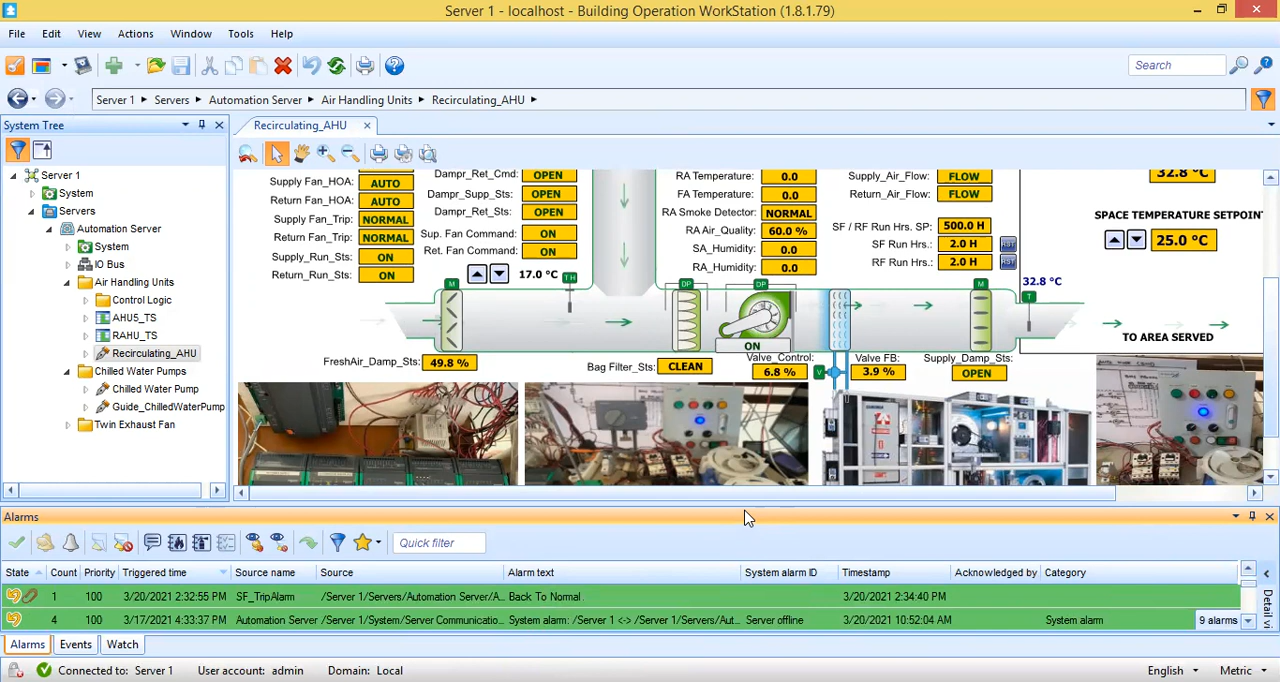 Server 1 - localhost - Building Operation WorkStation (1.8.1.79)
File Edit View Actions Window Tools Help
Search
Server 1 Servers Automation Server Air Handling Units Recirculating_AHU
System Tree
Recirculating_AHU
Server 1
System
Servers
Automation Server
System
IO Bus
Air Handling Units
Control Logic
AHU5_TS
RAHU_TS
Recirculating_AHU
Chilled Water Pumps
Chilled Water Pump
Guide_ChilledWaterPump
Twin Exhaust Fan
Supply Fan_HOA: AUTO
Return Fan_HOA: AUTO
Supply Fan_Trip: NORMAL
Return Fan_Trip: NORMAL
Supply_Run_Sts: ON
Return_Run_Sts: ON
Dampr_Ret_Cmd: OPEN
Dampr_Supp_Sts: OPEN
Dampr_Ret_Sts: OPEN
Sup. Fan Command: ON
Ret. Fan Command: ON
17.0 °C
T H
RA Temperature: 0.0
FA Temperature: 0.0
RA Smoke Detector: NORMAL
RA Air_Quality: 60.0 %
SA_Humidity: 0.0
RA_Humidity: 0.0
Supply_Air_Flow: FLOW
Return_Air_Flow: FLOW
SF / RF Run Hrs. SP: 500.0 H
SF Run Hrs.: 2.0 H RST
RF Run Hrs.: 2.0 H RST
32.8 °C
SPACE TEMPERATURE SETPOINT
25.0 °C
32.8 °C
M DP DP M T
ON
TO AREA SERVED
FreshAir_Damp_Sts: 49.8 %
Bag Filter_Sts: CLEAN
Valve_Control: 6.8 %
V
Valve FB: 3.9 %
Supply_Damp_Sts: OPEN
Alarms
Quick filter
State Count Priority Triggered time Source name Source Alarm text System alarm ID Timestamp Acknowledged by Category
1 100 3/20/2021 2:32:55 PM SF_TripAlarm /Server 1/Servers/Automation Server/A... Back To Normal. 3/20/2021 2:34:40 PM
4 100 3/17/2021 4:33:37 PM Automation Server /Server 1/System/Server Communicatio... System alarm: /Server 1 <-> /Server 1/Servers/Aut... Server offline 3/20/2021 10:52:04 AM System alarm
9 alarms
Detail vi
Alarms Events Watch
Connected to: Server 1 User account: admin Domain: Local English Metric